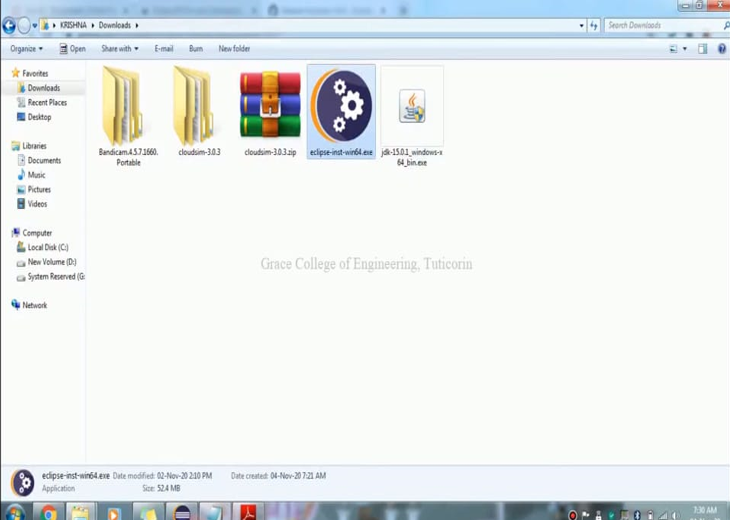 KRISHNA
Downloads
Search Downloads
Organize
Open
Share with
E-mail
Burn
New folder
Favorites
Downloads
Recent Places
Desktop
Libraries
Documents
Music
Pictures
Videos
Computer
Local Disk (C:)
New Volume (D:)
System Reserved (G:
Network
Bandicam.4.5.7.1660.
Portable
cloudsim-3.0.3
cloudsim-3.0.3.zip
eclipse-inst-win64.exe
jdk-15.0.1_windows-x
64_bin.exe
Grace College of Engineering, Tuticorin
eclipse-inst-win64.exe Date modified: 02-Nov-20 2:10 PM Date created: 04-Nov-20 7:21 AM
Application Size: 52.4 MB
7:30 AM